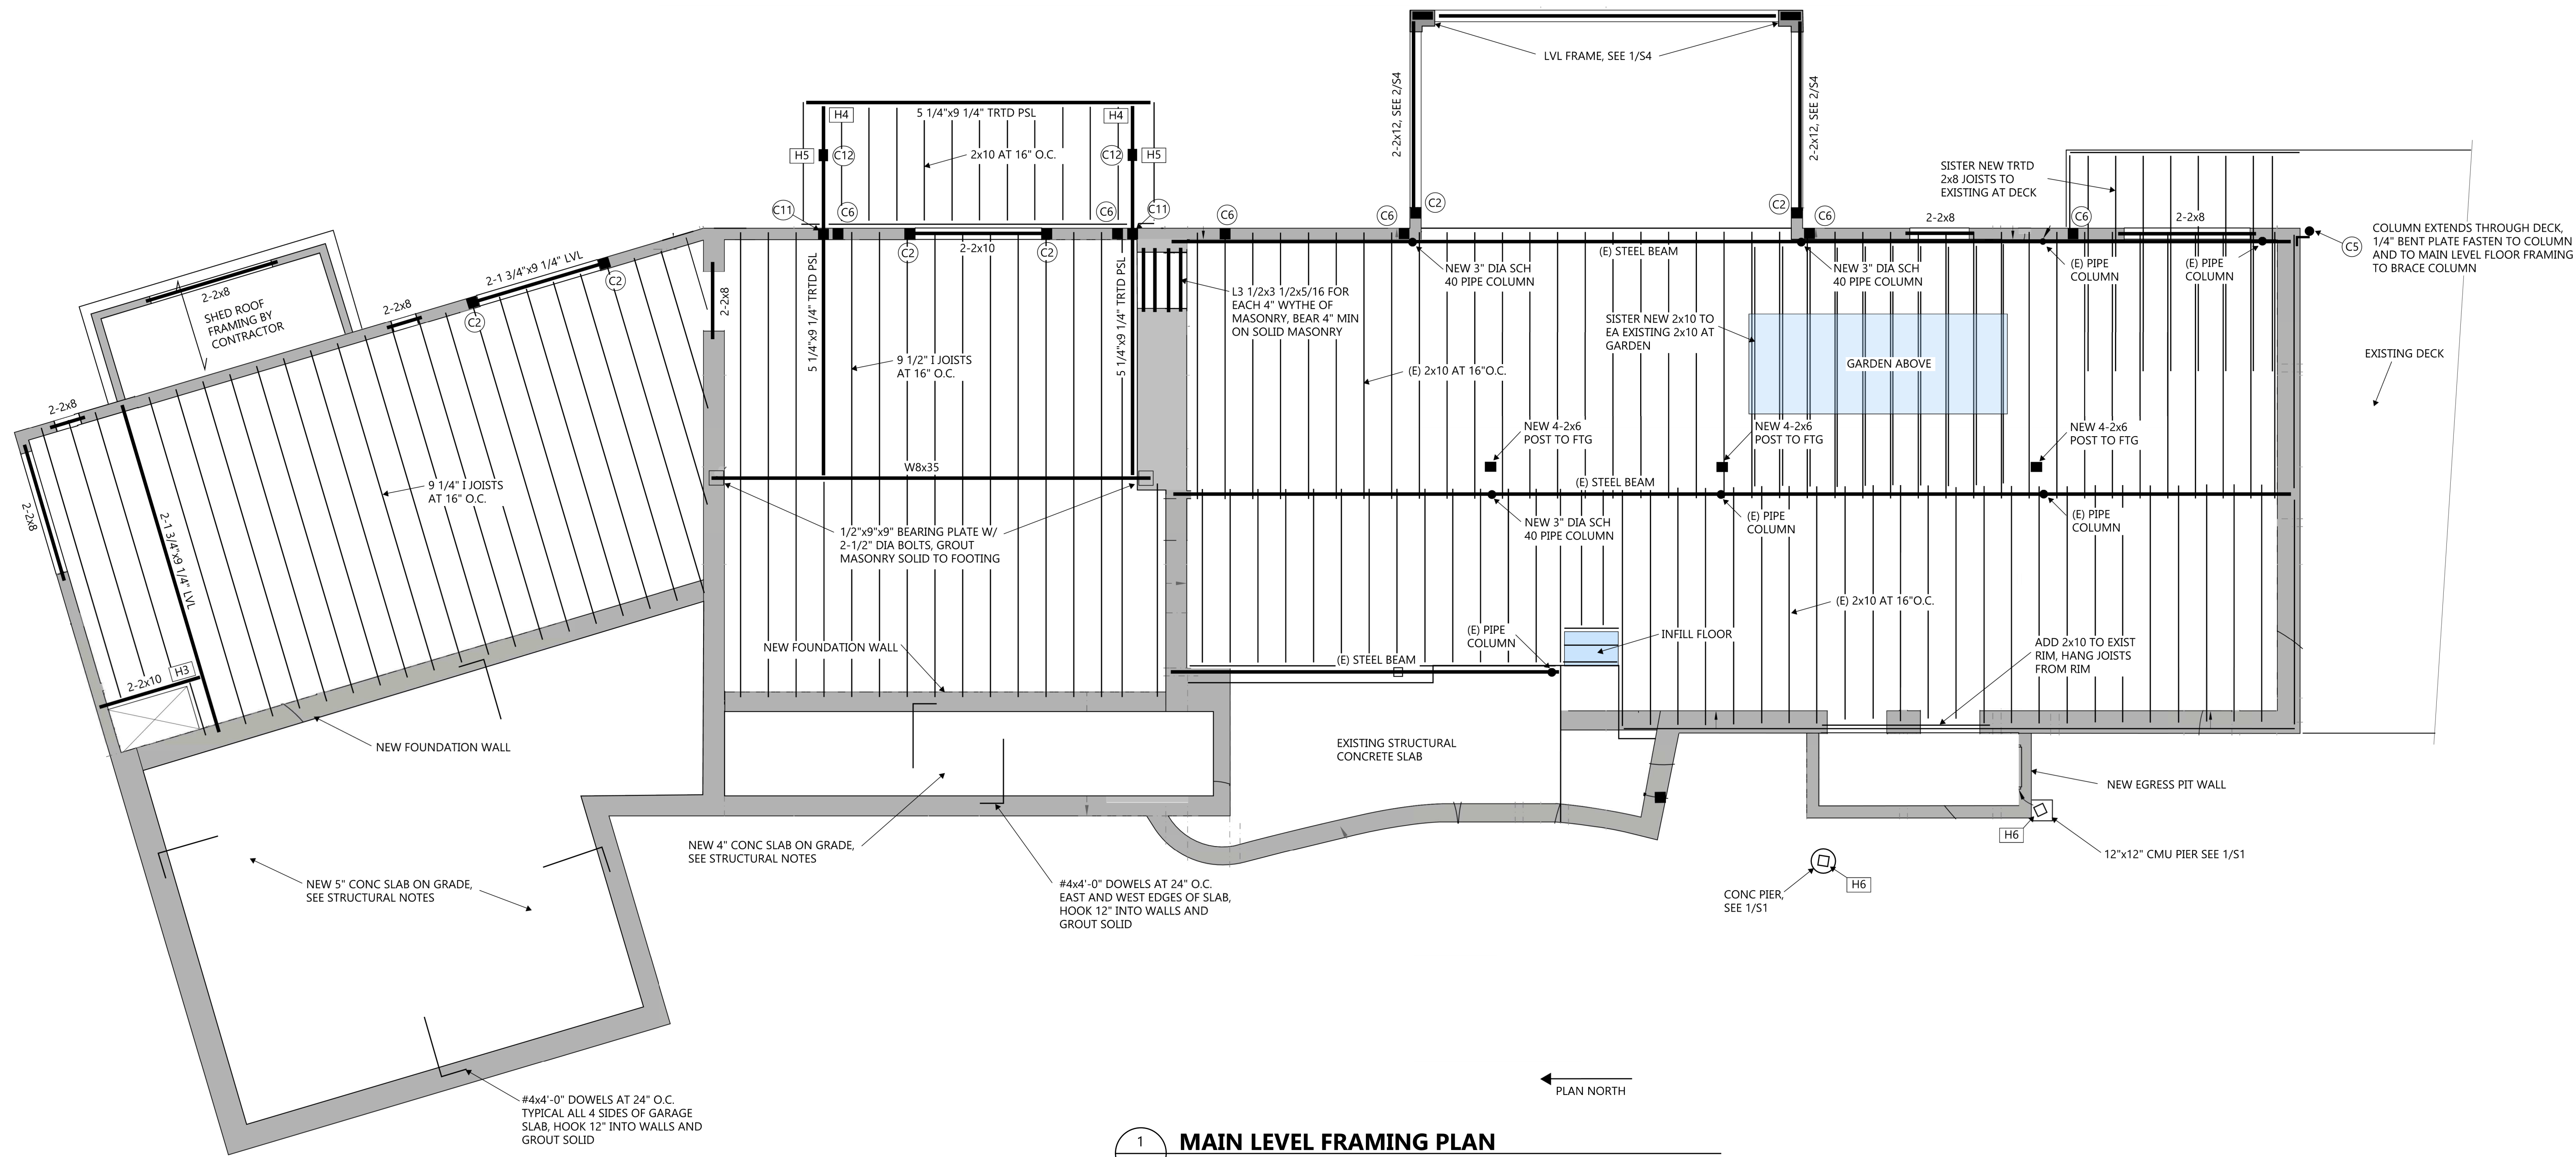 LVL FRAME, SEE 1/S4
2-2x12, SEE 2/S4
2-2x12, SEE 2/S4
H4
5 1/4"x9 1/4" TRTD PSL
H4
H5
C12
2x10 AT 16" O.C.
C12
H5
C11
C6
C6
C11
C6
C6
C2
C2
C6
SISTER NEW TRTD
2x8 JOISTS TO
EXISTING AT DECK
2-2x8
C6
2-2x8
C5
COLUMN EXTENDS THROUGH DECK,
1/4" BENT PLATE FASTEN TO COLUMN
AND TO MAIN LEVEL FLOOR FRAMING
TO BRACE COLUMN
2-2x8
SHED ROOF
FRAMING BY
CONTRACTOR
2-2x8
2-1 3/4"x9 1/4" LVL
C2
C2
2-2x8
C2
2-2x10
C2
5 1/4"x9 1/4" TRTD PSL
5 1/4"x9 1/4" TRTD PSL
L3 1/2x3 1/2x5/16 FOR
EACH 4" WYTHE OF
MASONRY, BEAR 4" MIN
ON SOLID MASONRY
(E) STEEL BEAM
NEW 3" DIA SCH
40 PIPE COLUMN
NEW 3" DIA SCH
40 PIPE COLUMN
(E) PIPE
COLUMN
(E) PIPE
COLUMN
SISTER NEW 2x10 TO
EA EXISTING 2x10 AT
GARDEN
GARDEN ABOVE
EXISTING DECK
9 1/2" I JOISTS
AT 16" O.C.
(E) 2x10 AT 16"O.C.
2-2x8
2-2x8
9 1/4" I JOISTS
AT 16" O.C.
2-1 3/4"x9 1/4" LVL
W8x35
NEW 4-2x6
POST TO FTG
NEW 4-2x6
POST TO FTG
NEW 4-2x6
POST TO FTG
(E) STEEL BEAM
1/2"x9"x9" BEARING PLATE W/
2-1/2" DIA BOLTS, GROUT
MASONRY SOLID TO FOOTING
NEW 3" DIA SCH
40 PIPE COLUMN
(E) PIPE
COLUMN
(E) PIPE
COLUMN
(E) 2x10 AT 16"O.C.
NEW FOUNDATION WALL
(E) PIPE
COLUMN
(E) STEEL BEAM
INFILL FLOOR
ADD 2x10 TO EXIST
RIM, HANG JOISTS
FROM RIM
2-2x10
H3
NEW FOUNDATION WALL
EXISTING STRUCTURAL
CONCRETE SLAB
NEW EGRESS PIT WALL
NEW 4" CONC SLAB ON GRADE,
SEE STRUCTURAL NOTES
H6
12"x12" CMU PIER SEE 1/S1
NEW 5" CONC SLAB ON GRADE,
SEE STRUCTURAL NOTES
#4x4'-0" DOWELS AT 24" O.C.
EAST AND WEST EDGES OF SLAB,
HOOK 12" INTO WALLS AND
GROUT SOLID
CONC PIER,
SEE 1/S1
H6
PLAN NORTH
#4x4'-0" DOWELS AT 24" O.C.
TYPICAL ALL 4 SIDES OF GARAGE
SLAB, HOOK 12" INTO WALLS AND
GROUT SOLID
1
MAIN LEVEL FRAMING PLAN